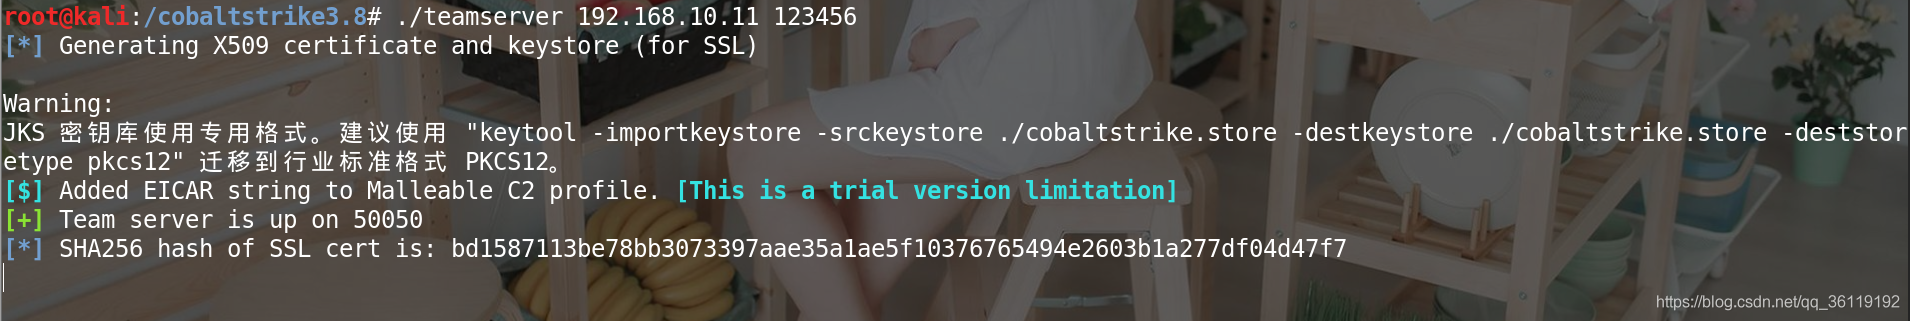 root@kali:/cobaltstrike3.8# ./teamserver 192.168.10.11 123456
[*] Generating X509 certificate and keystore (for SSL)
Warning:
JKS 密钥库使用专用格式。建议使用 "keytool -importkeystore -srckeystore ./cobaltstrike.store -destkeystore ./cobaltstrike.store -deststor
etype pkcs12" 迁移到行业标准格式 PKCS12。
[$] Added EICAR string to Malleable C2 profile. [This is a trial version limitation]
[+] Team server is up on 50050
[*] SHA256 hash of SSL cert is: bd1587113be78bb3073397aae35a1ae5f10376765494e2603b1a277df04d47f7
https://blog.csdn.net/qq_36119192